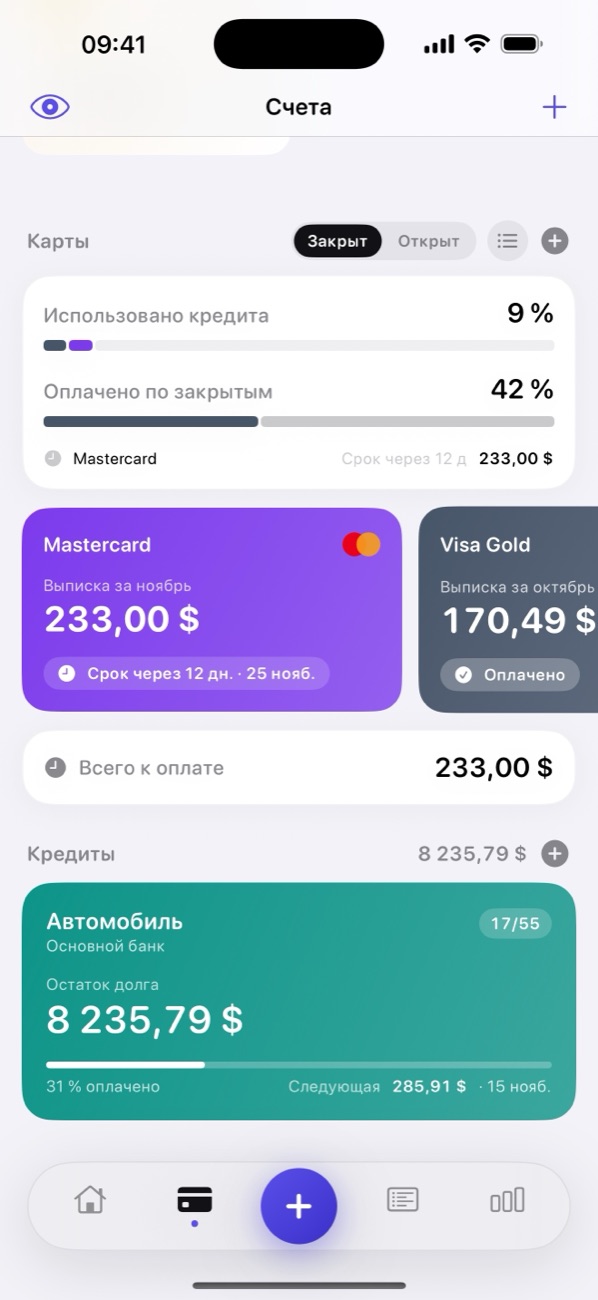 09:41
Счета
Карты
Закрыт Открыт
Использовано кредита 9 %
Оплачено по закрытым 42 %
Mastercard Срок через 12 д 233,00 $
Mastercard
Выписка за ноябрь
233,00 $
Срок через 12 дн. · 25 нояб.
Visa Gold
Выписка за октябрь
170,49 $
Оплачено
Всего к оплате 233,00 $
Кредиты 8 235,79 $
Автомобиль 17/55
Основной банк
Остаток долга
8 235,79 $
31 % оплачено Следующая 285,91 $ · 15 нояб.